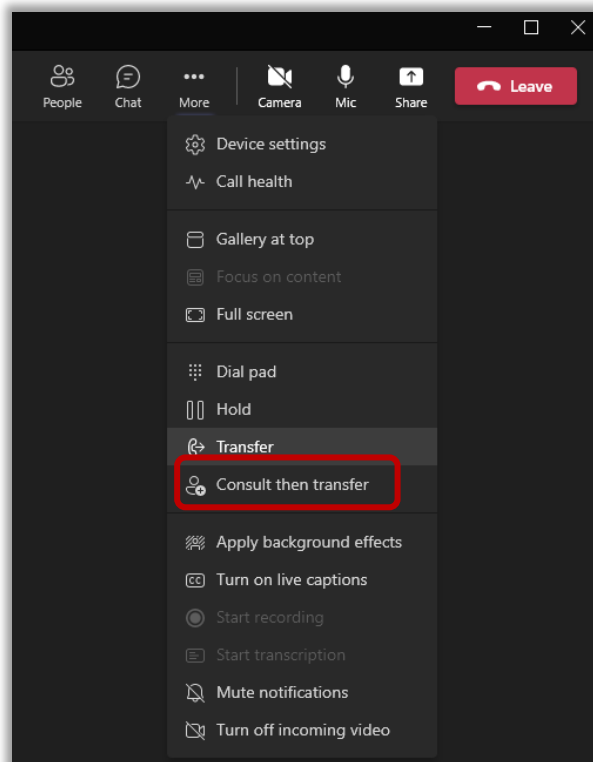 People Chat More Camera Mic Share Leave
Device settings
Call health
Gallery at top
Focus on content
Full screen
Dial pad
Hold
Transfer
Consult then transfer
Apply background effects
CC Turn on live captions
Start recording
Start transcription
Mute notifications
Turn off incoming video